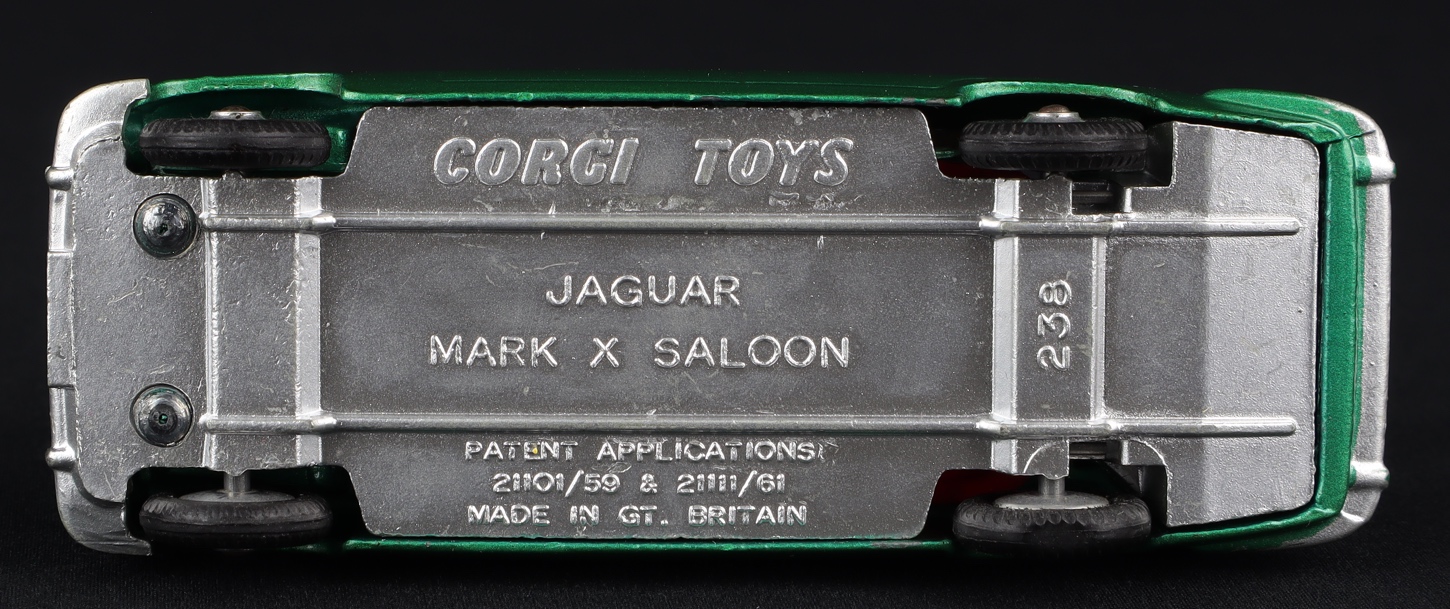 CORGI TOYS
JAGUAR
MARK X SALOON
238
PATENT APPLICATIONS
21101/59 & 21111/61
MADE IN GT. BRITAIN